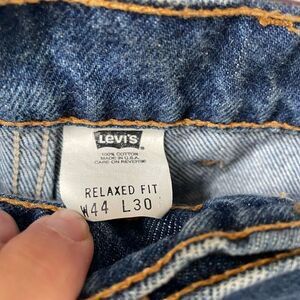 Levi's
100% COTTON
MADE IN U.S.A.
CARE ON REVERSE
RELAXED FIT
W44 L30